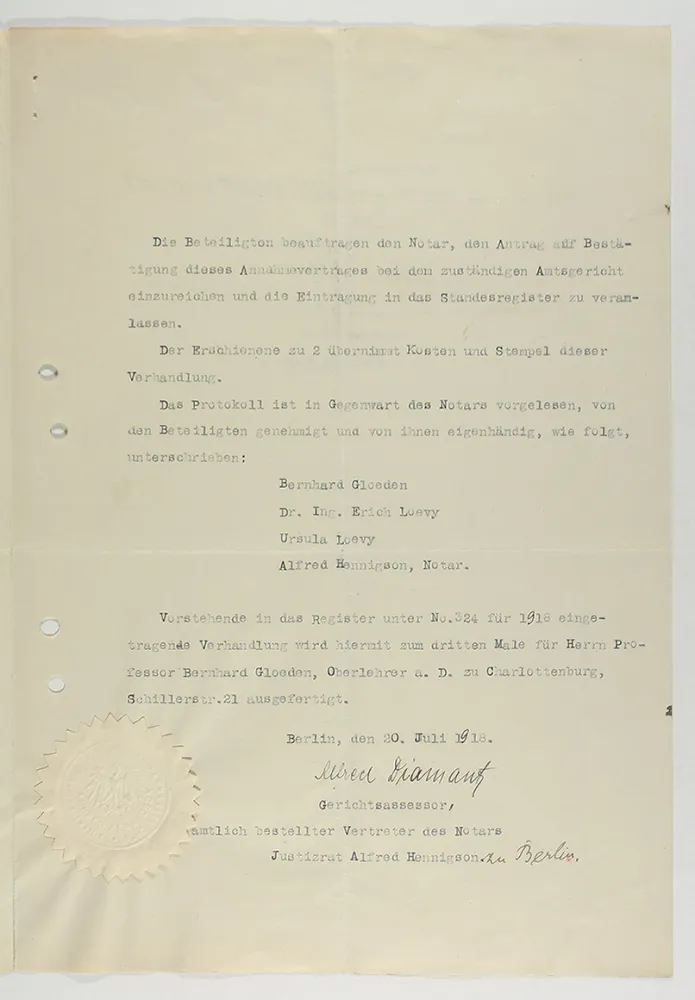 Die Beteiligten beauftragen den Notar, den Antrag auf Bestä-
tigung dieses Annahmevertrages bei dem zuständigen Amtsgericht
einzureichen und die Eintragung in das Standesregister zu veran-
lassen.
Der Erschienene zu 2 übernimmt Kosten und Stempel dieser
Verhandlung.
Das Protokoll ist in Gegenwart des Notars vorgelesen, von
den Beteiligten genehmigt und von ihnen eigenhändig, wie folgt,
unterschrieben:
Bernhard Gloeden
Dr. Ing. Erich Loevy
Ursula Loevy
Alfred Hennigson, Notar.
Vorstehende in das Register unter No.324 für 1918 einge-
tragende Verhandlung wird hiermit zum dritten Male für Herrn Pro-
fessor Bernhard Gloeden, Oberlehrer a. D. zu Charlottenburg,
Schillerstr.21 ausgefertigt.
Berlin, den 20. Juli 1918.
Alfred Diamant
Gerichtsassessor,
amtlich bestellter Vertreter des Notars
Justizrat Alfred Hennigson. zu Berlin.